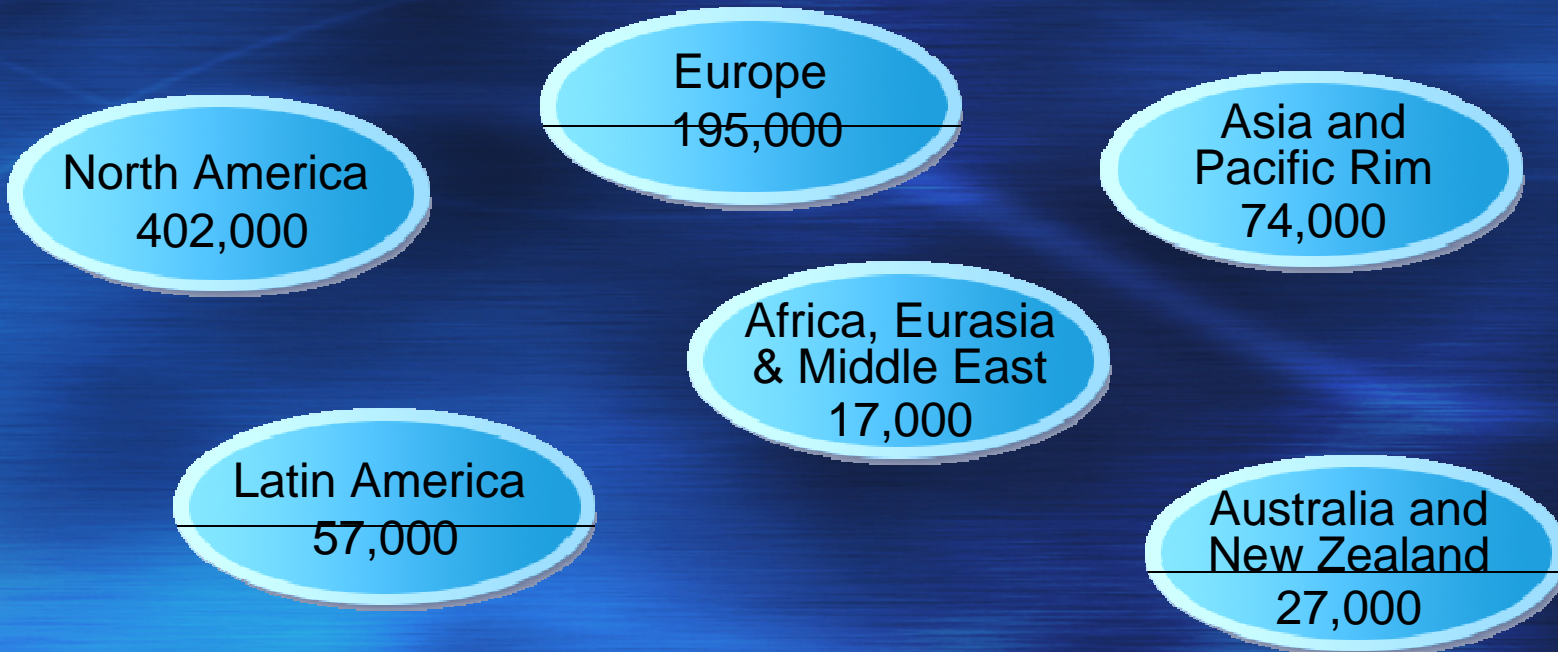 Europe
195,000
North America
402,000
Asia and
Pacific Rim
74,000
Africa, Eurasia
& Middle East
17,000
Latin America
57,000
Australia and
New Zealand
27,000